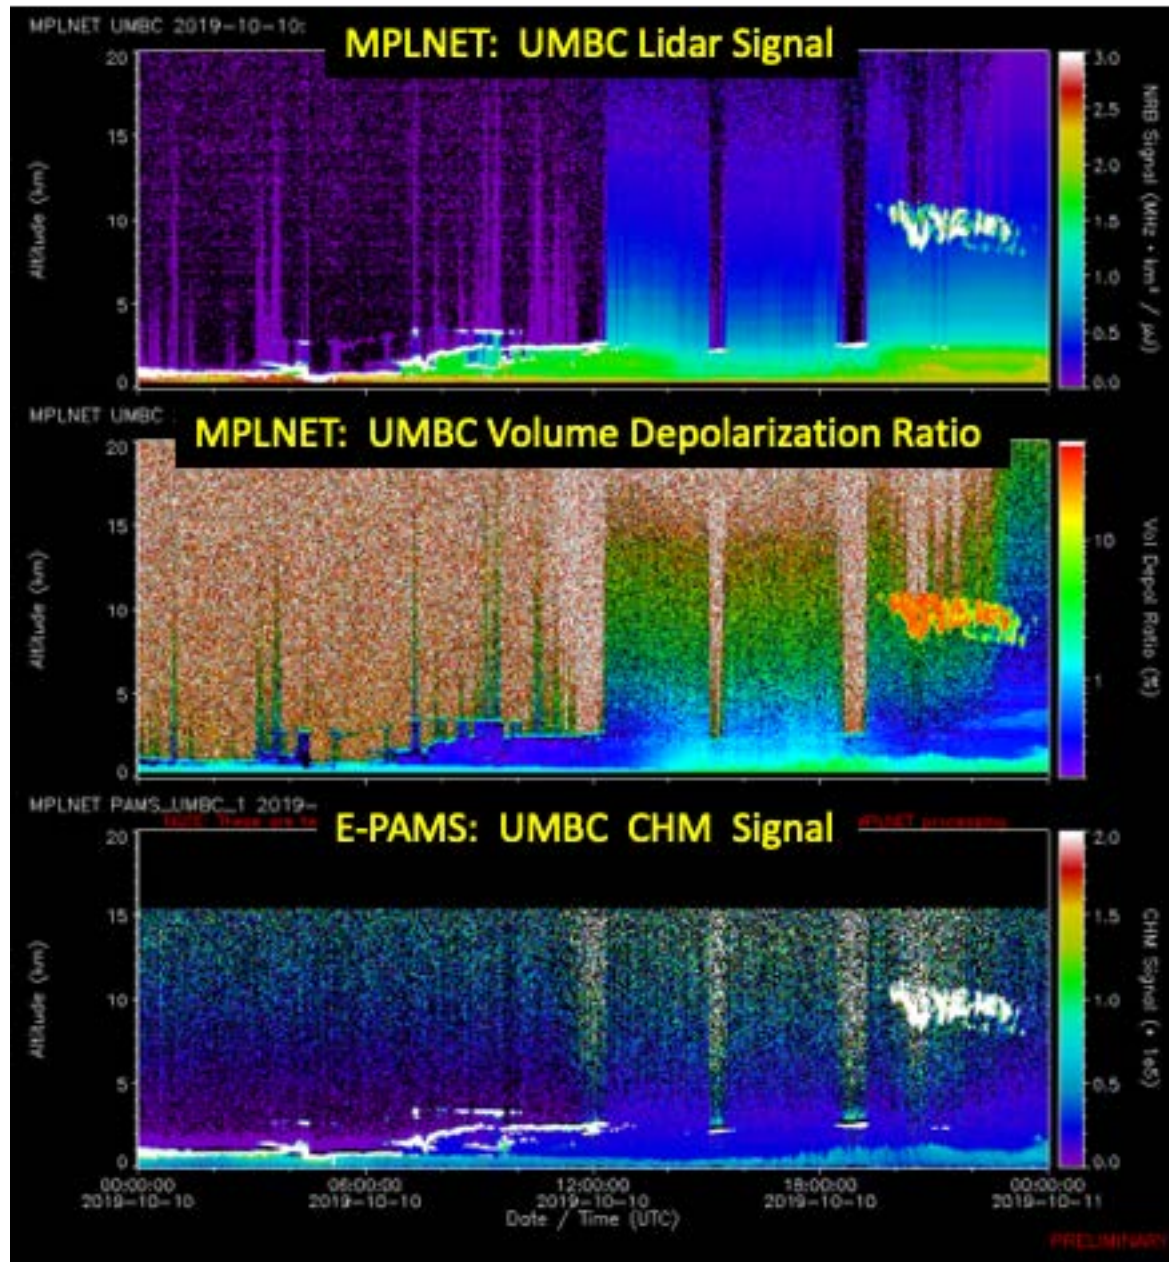 MPLNET UMBC 2019-10-10:
MPLNET: UMBC Lidar Signal
20
15
10
5
0
Altitude (km)
3.0
2.5
2.0
1.5
1.0
0.5
0.0
NRB Signal (MHz * km² / μJ)
MPLNET UMBC
MPLNET: UMBC Volume Depolarization Ratio
20
15
10
5
0
Altitude (km)
10
1
Vol Depol Ratio (%)
MPLNET PAMS_UMBC_1 2019-
E-PAMS: UMBC CHM Signal
MPLNET processing
20
15
10
5
0
Altitude (km)
2.0
1.5
1.0
0.5
0.0
CHM Signal (* 1e5)
00:00:00 06:00:00 12:00:00 18:00:00 00:00:00
2019-10-10 2019-10-10 2019-10-10 2019-10-10 2019-10-11
Date / Time (UTC)
PRELIMINARY